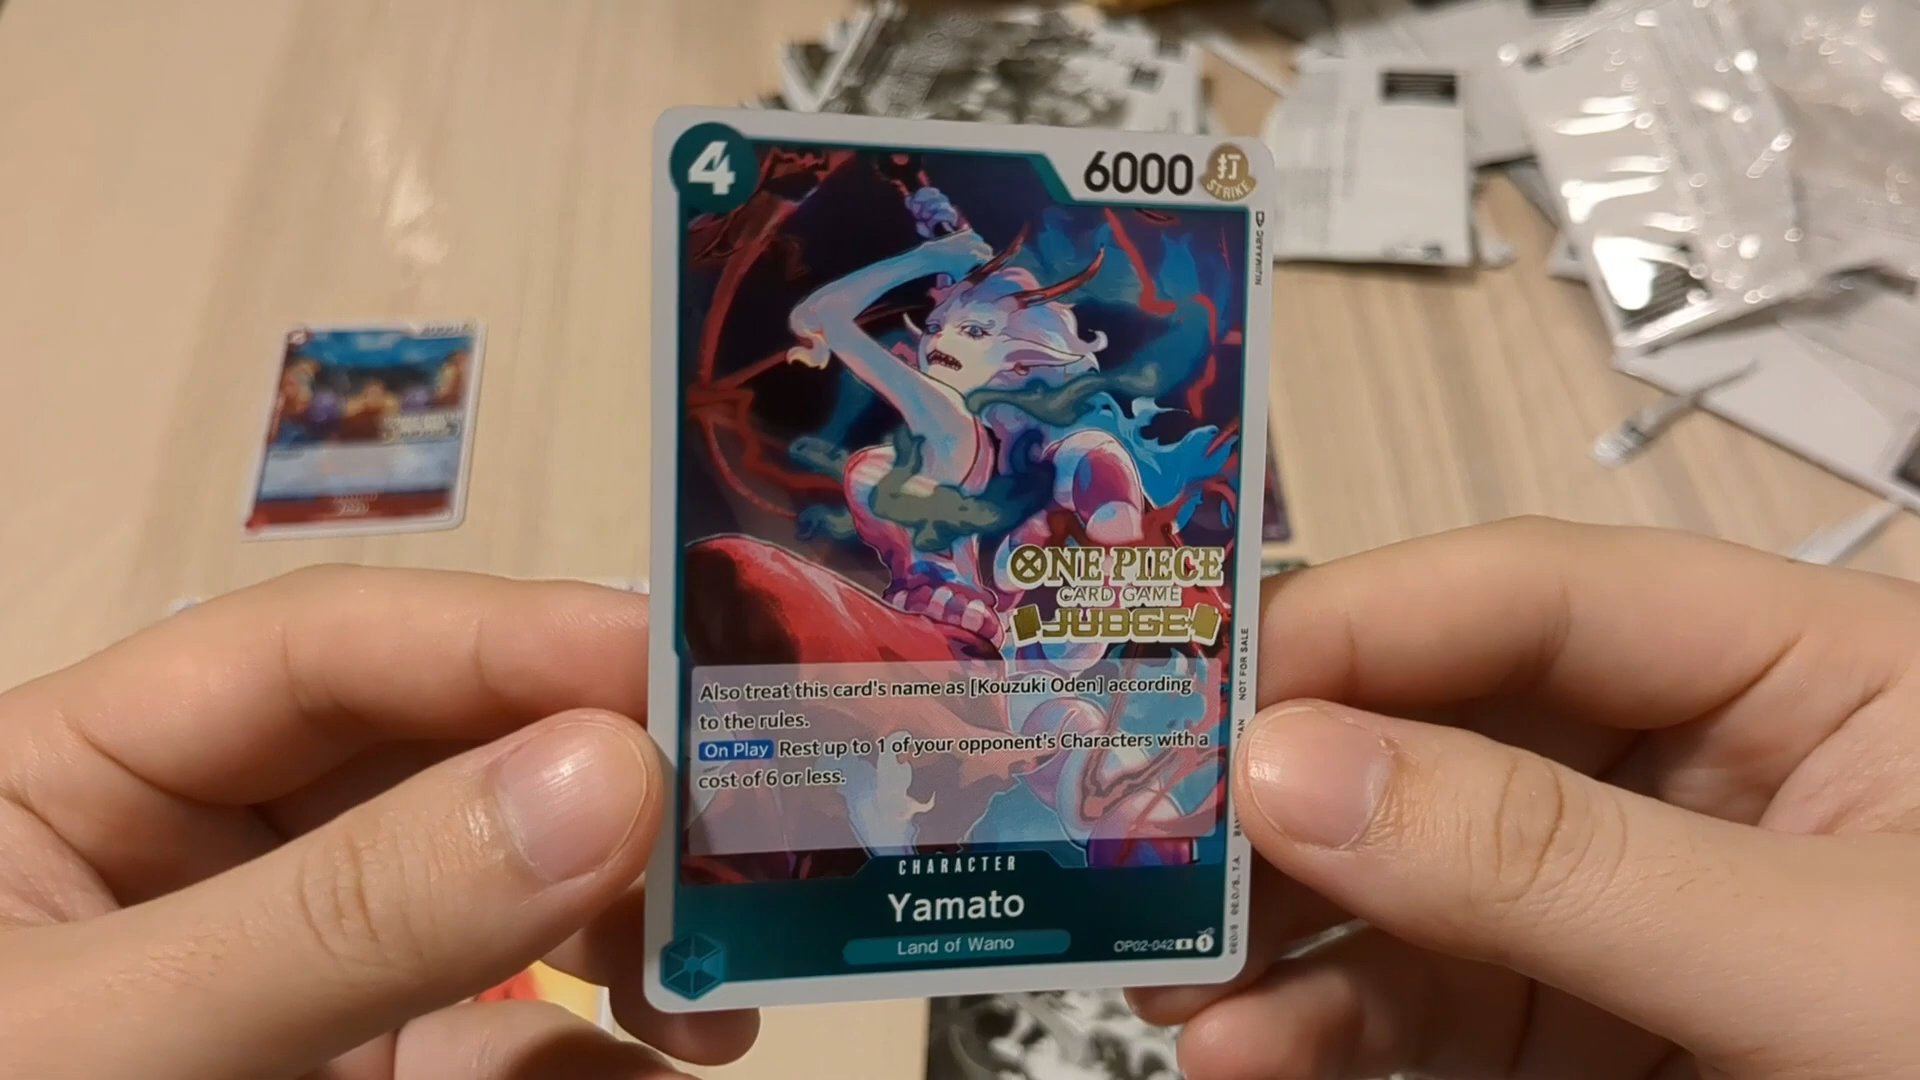 4
6000
打
STRIKE
ONE PIECE
CARD GAME
JUDGE
NOT FOR SALE
Also treat this card's name as [Kouzuki Oden] according
to the rules.
On Play Rest up to 1 of your opponent's Characters with a
cost of 6 or less.
CHARACTER
Yamato
Land of Wano
OP02-042 R 1